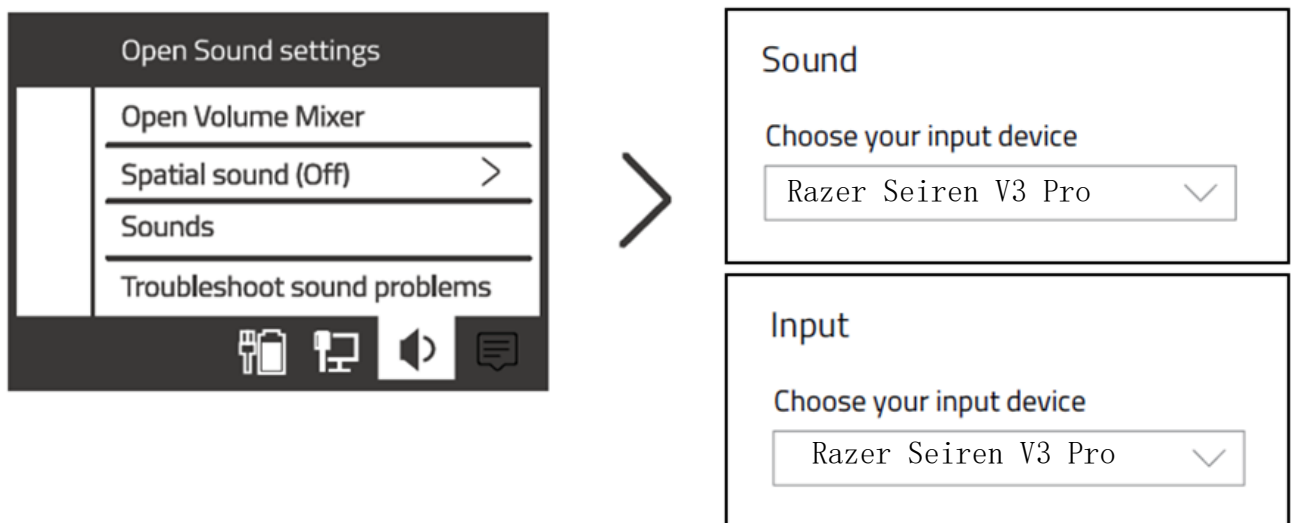 Open Sound settings
Open Volume Mixer
Spatial sound (Off)
Sounds
Troubleshoot sound problems
Sound
Choose your input device
Razer Seiren V3 Pro
Input
Choose your input device
Razer Seiren V3 Pro